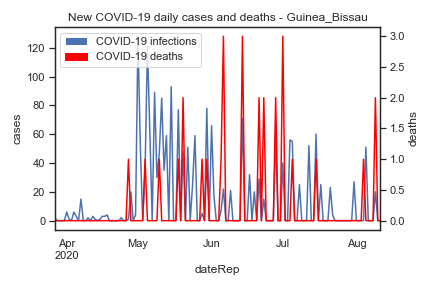 New COVID-19 daily cases and deaths - Guinea_Bissau
COVID-19 infections
COVID-19 deaths
120
100
80
60
40
20
0
cases
3.0
2.5
2.0
1.5
1.0
0.5
0.0
deaths
Apr May Jun Jul Aug
2020
dateRep